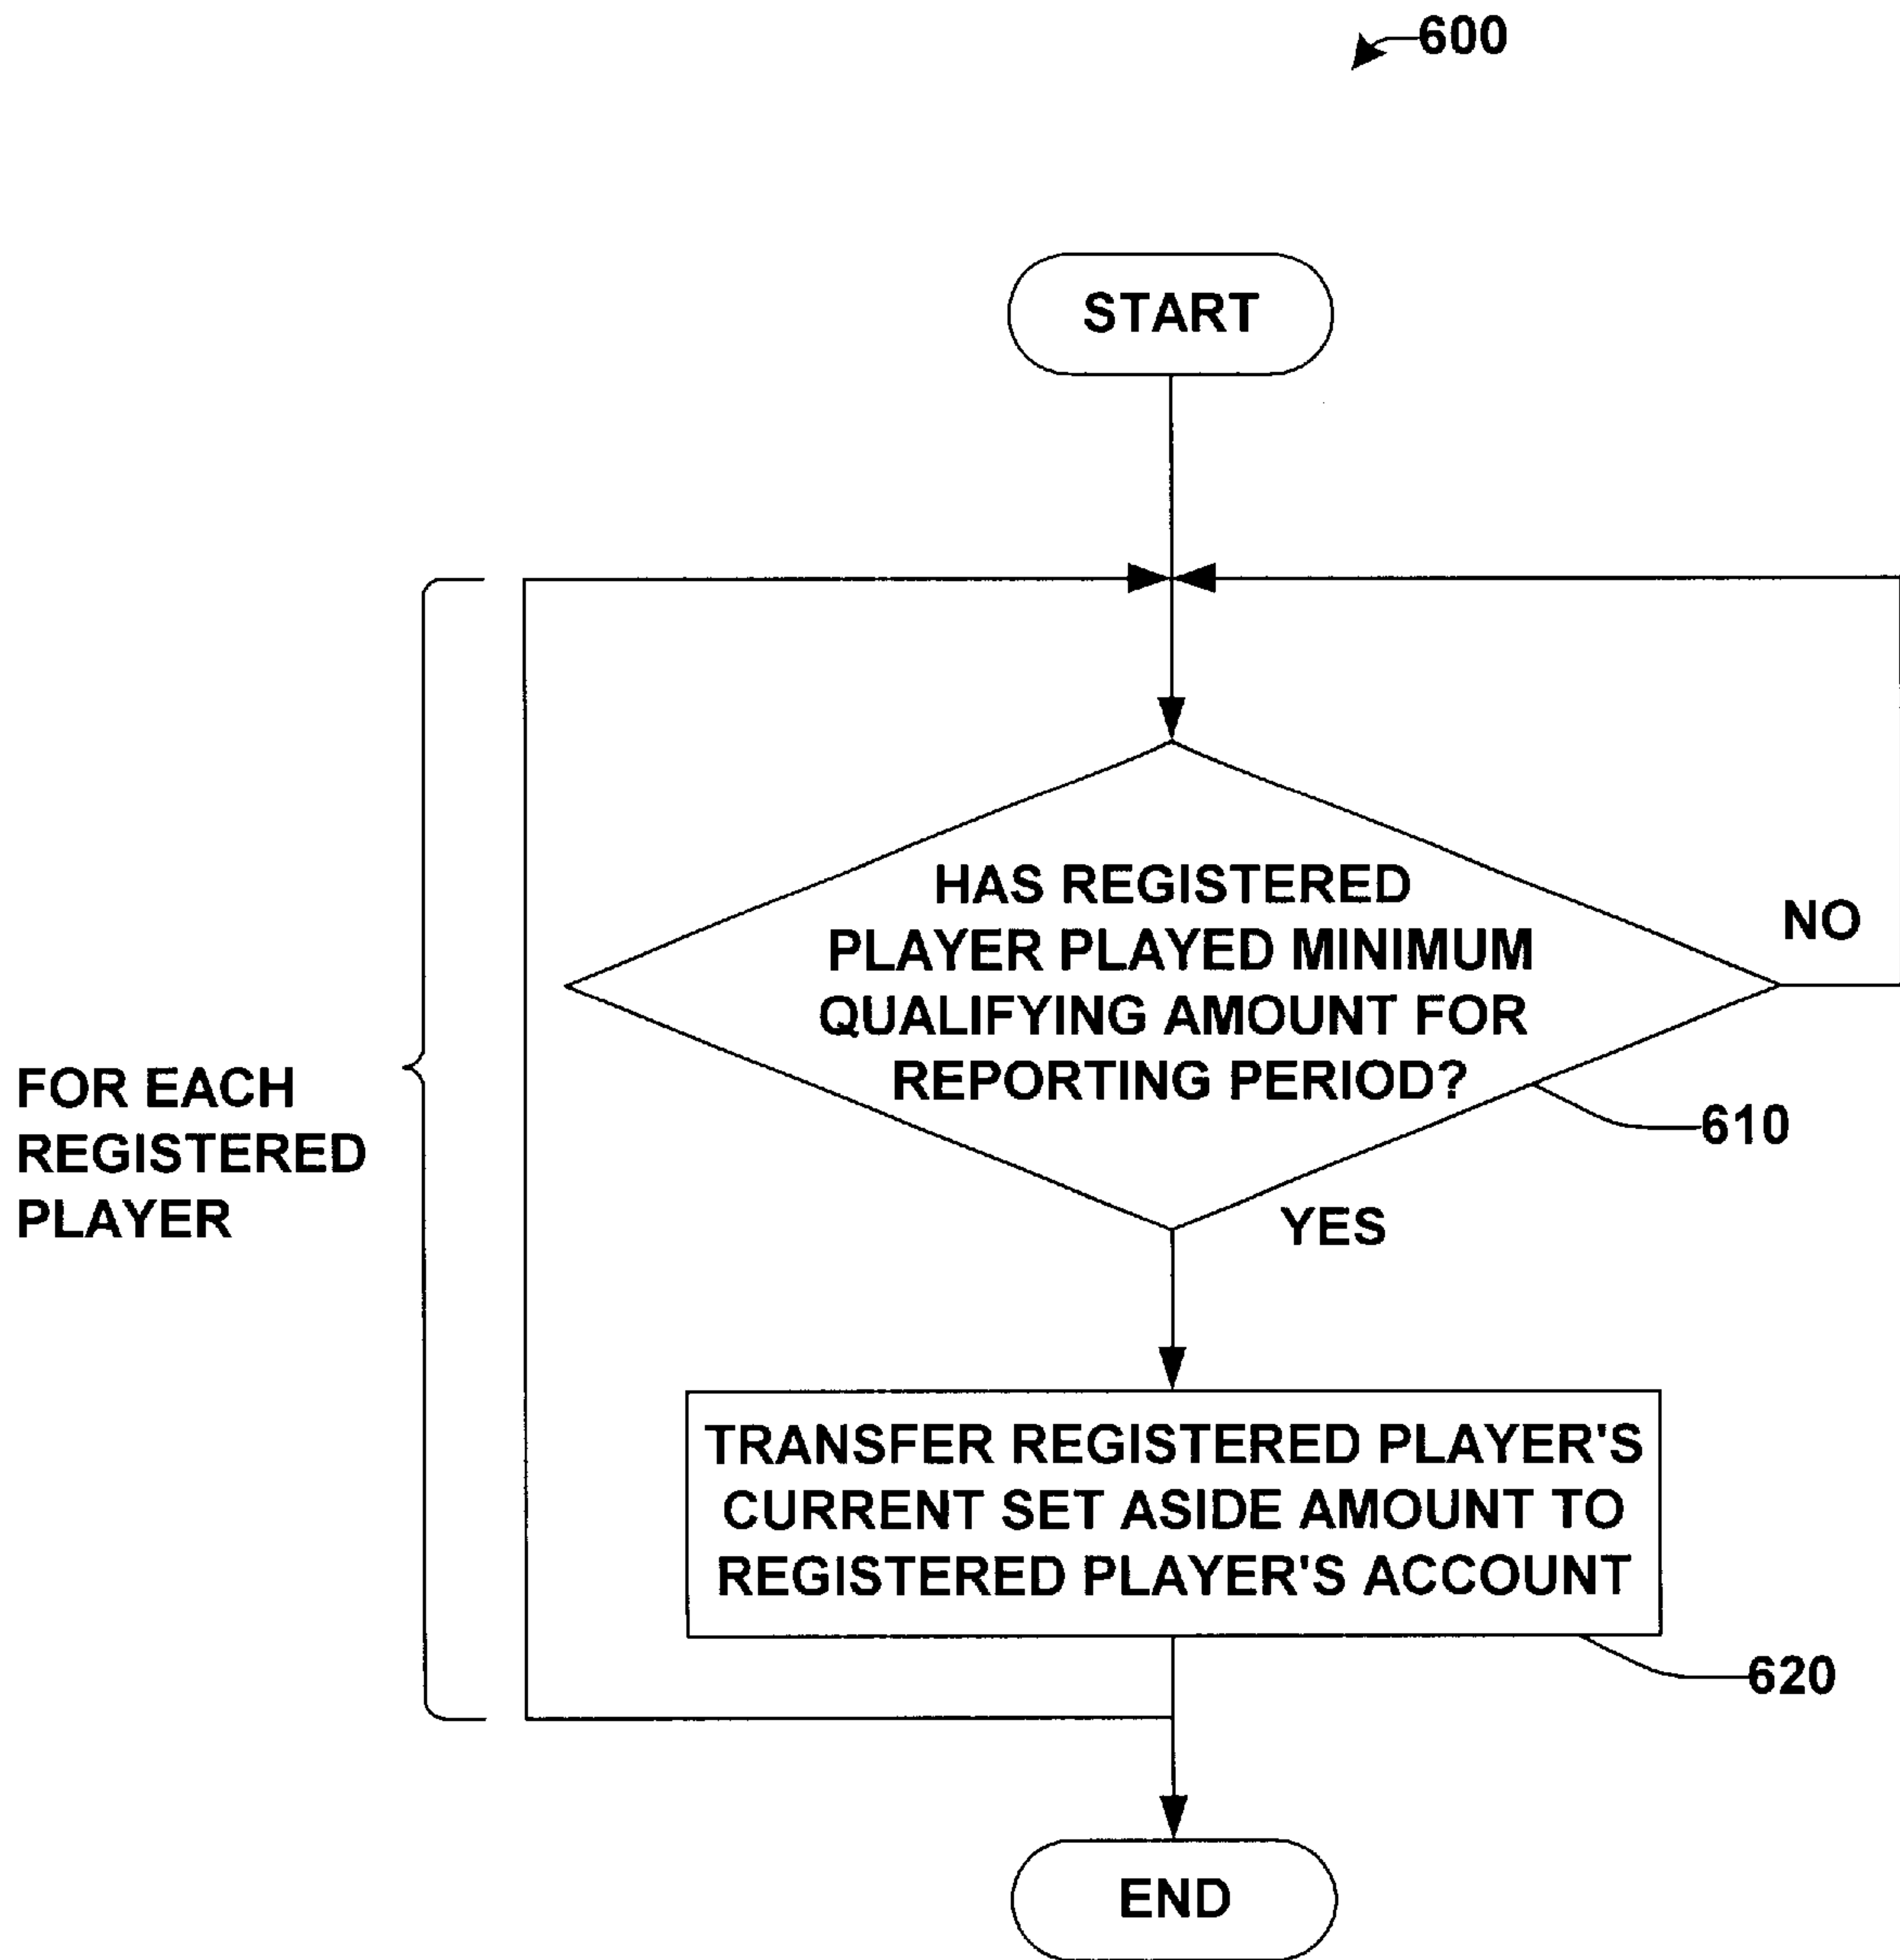 600
START
HAS REGISTERED
PLAYER PLAYED MINIMUM
QUALIFYING AMOUNT FOR
REPORTING PERIOD?
NO
610
FOR EACH
REGISTERED
PLAYER
YES
TRANSFER REGISTERED PLAYER'S
CURRENT SET ASIDE AMOUNT TO
REGISTERED PLAYER'S ACCOUNT
620
END